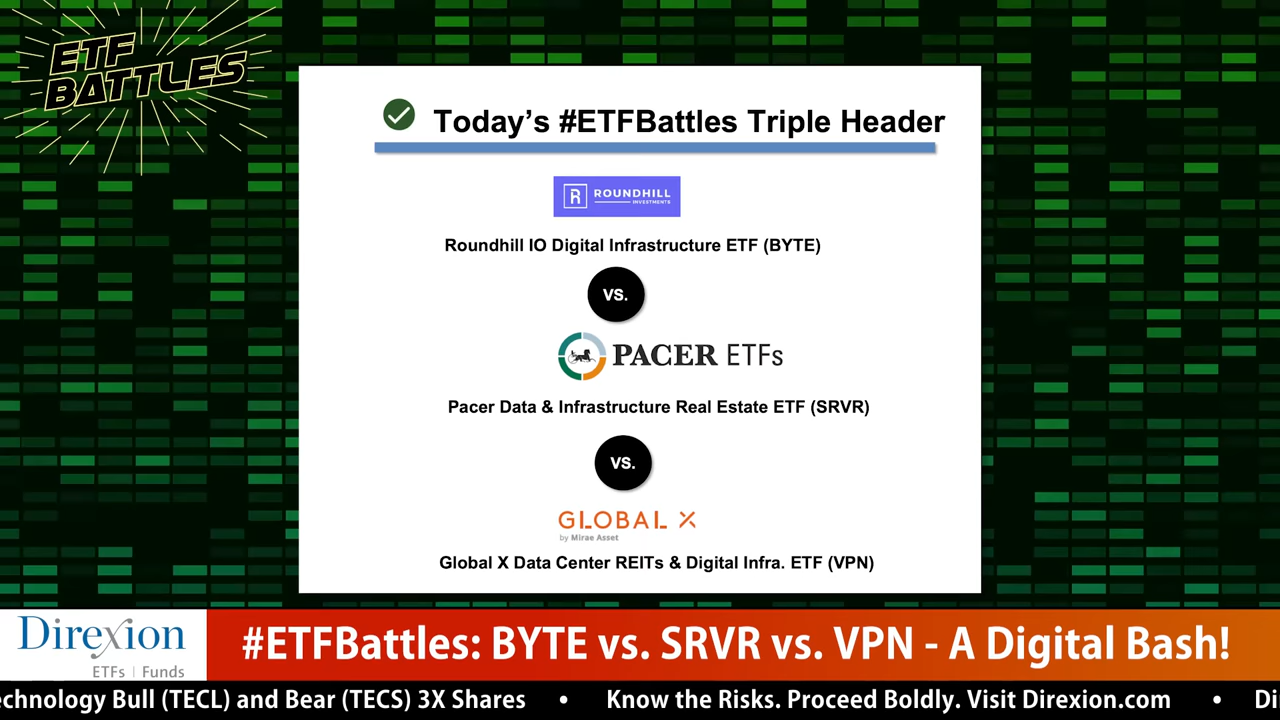 ETF
BATTLES
Today's #ETFBattles Triple Header
R ROUNDHILL
INVESTMENTS
Roundhill IO Digital Infrastructure ETF (BYTE)
VS.
PACER ETFs
Pacer Data & Infrastructure Real Estate ETF (SRVR)
VS.
GLOBAL X
by Mirae Asset
Global X Data Center REITs & Digital Infra. ETF (VPN)
Direxion
ETFs | Funds
#ETFBattles: BYTE vs. SRVR vs. VPN - A Digital Bash!
echnology Bull (TECL) and Bear (TECS) 3X Shares • Know the Risks. Proceed Boldly. Visit Direxion.com • Di